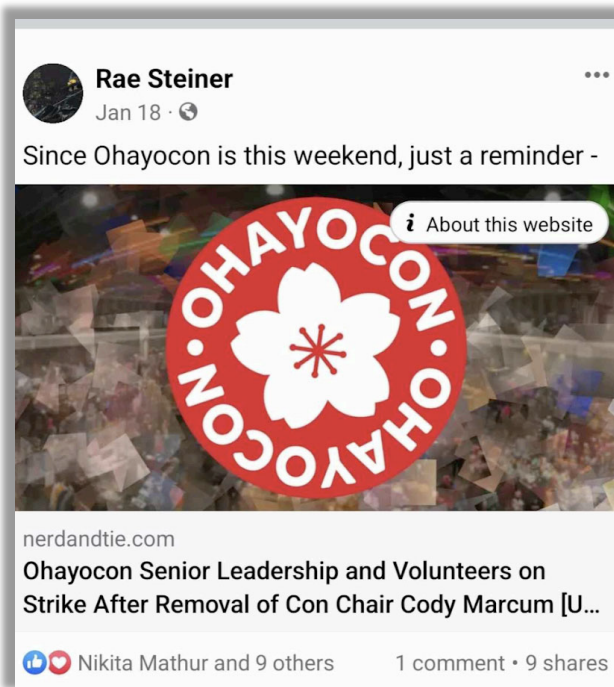 Rae Steiner
Jan 18 ·
Since Ohayocon is this weekend, just a reminder -
i About this website
OHAYOCON · OHAYOCON ·
nerdandtie.com
Ohayocon Senior Leadership and Volunteers on
Strike After Removal of Con Chair Cody Marcum [U...
Nikita Mathur and 9 others 1 comment • 9 shares